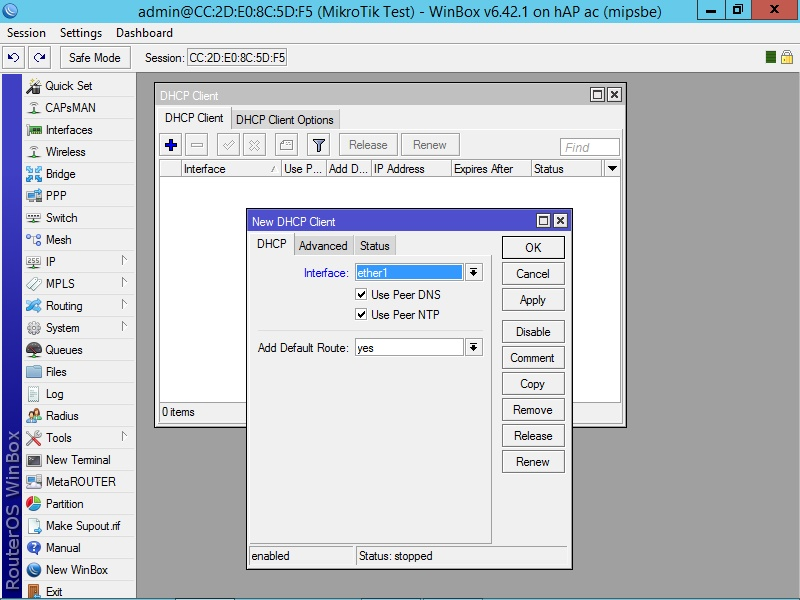 admin@CC:2D:E0:8C:5D:F5 (MikroTik Test) - WinBox v6.42.1 on hAP ac (mipsbe)
Session Settings Dashboard
Safe Mode Session: CC:2D:E0:8C:5D:F5
Quick Set
CAPsMAN
Interfaces
Wireless
Bridge
PPP
Switch
Mesh
IP
MPLS
Routing
System
Queues
Files
Log
Radius
Tools
New Terminal
MetaROUTER
Partition
Make Supout.rif
Manual
New WinBox
Exit
RouterOS WinBox
DHCP Client
DHCP Client DHCP Client Options
Release Renew Find
Interface Use P... Add D... IP Address Expires After Status
0 items
New DHCP Client
DHCP Advanced Status
Interface: ether1
Use Peer DNS
Use Peer NTP
Add Default Route: yes
OK
Cancel
Apply
Disable
Comment
Copy
Remove
Release
Renew
enabled Status: stopped